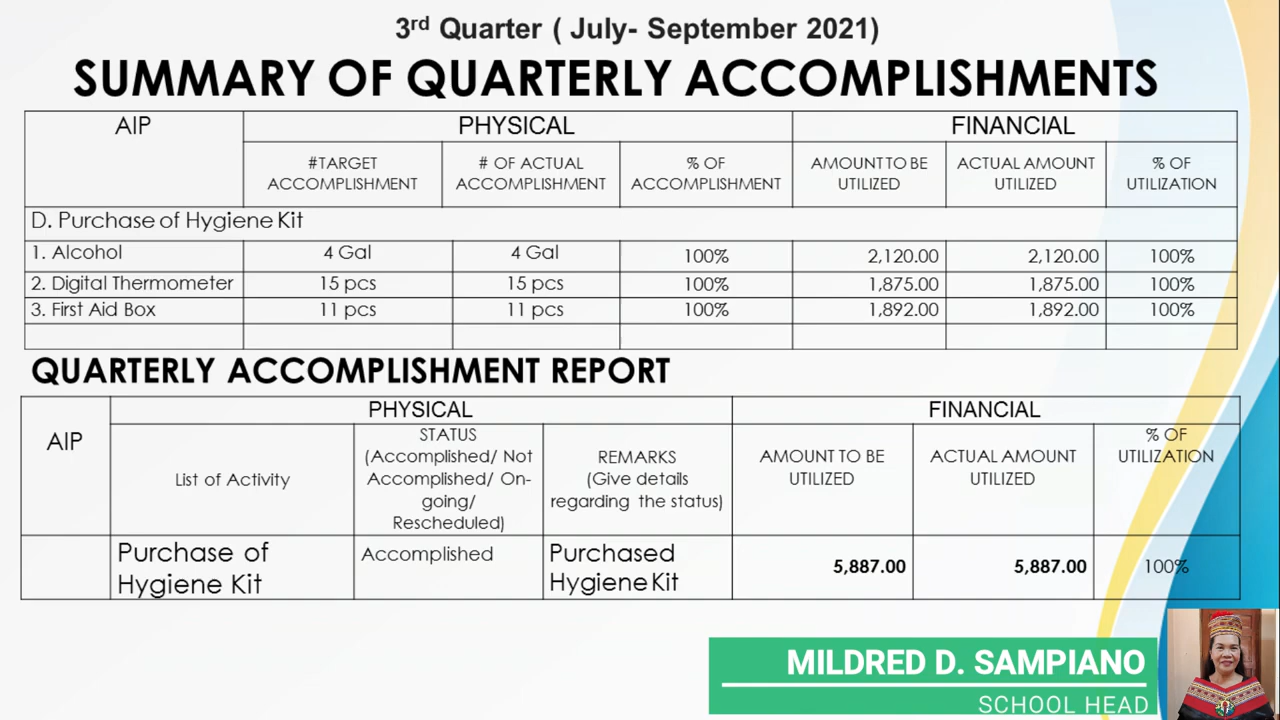 3rd Quarter ( July- September 2021)
SUMMARY OF QUARTERLY ACCOMPLISHMENTS
AIP PHYSICAL FINANCIAL
#TARGET ACCOMPLISHMENT # OF ACTUAL ACCOMPLISHMENT % OF ACCOMPLISHMENT AMOUNT TO BE UTILIZED ACTUAL AMOUNT UTILIZED % OF UTILIZATION
D. Purchase of Hygiene Kit
1. Alcohol 4 Gal 4 Gal 100% 2,120.00 2,120.00 100%
2. Digital Thermometer 15 pcs 15 pcs 100% 1,875.00 1,875.00 100%
3. First Aid Box 11 pcs 11 pcs 100% 1,892.00 1,892.00 100%
QUARTERLY ACCOMPLISHMENT REPORT
AIP PHYSICAL FINANCIAL
List of Activity STATUS (Accomplished/ Not Accomplished/ On-going/ Rescheduled) REMARKS (Give details regarding the status) AMOUNT TO BE UTILIZED ACTUAL AMOUNT UTILIZED % OF UTILIZATION
Purchase of Hygiene Kit Accomplished Purchased Hygiene Kit 5,887.00 5,887.00 100%
MILDRED D. SAMPIANO
SCHOOL HEAD